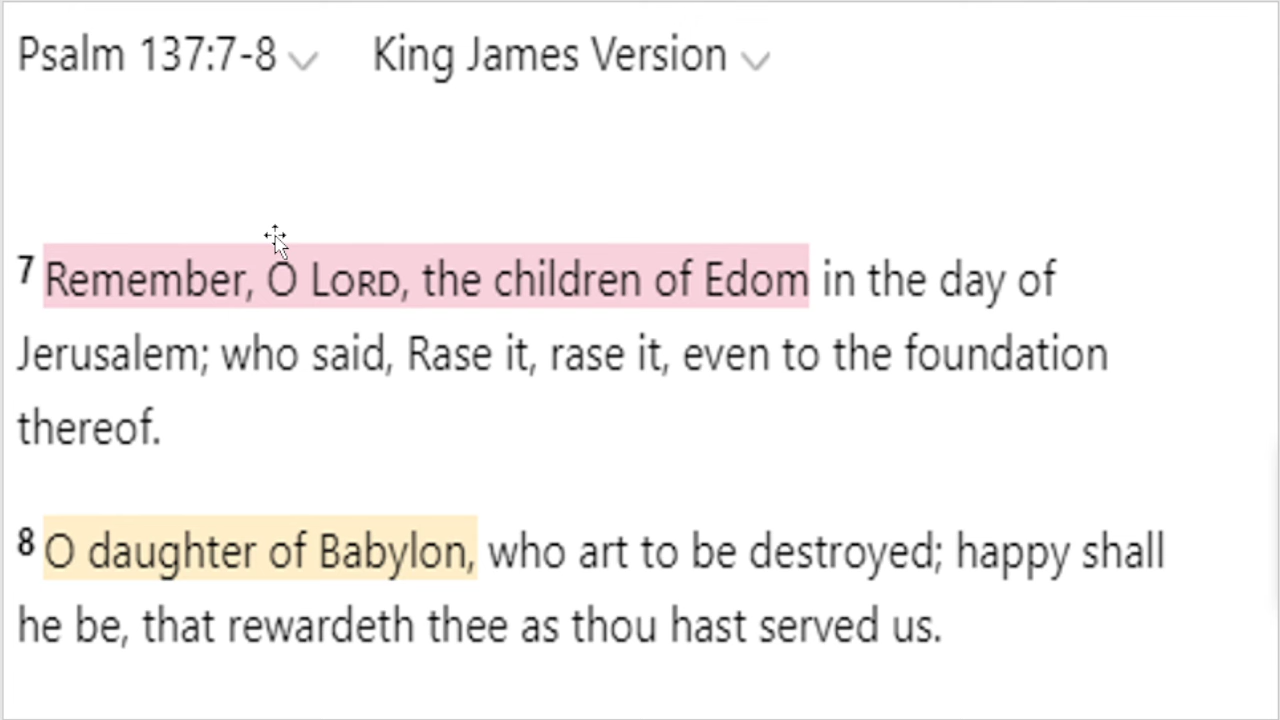 Psalm 137:7-8 King James Version
7 Remember, O LORD, the children of Edom in the day of
Jerusalem; who said, Rase it, rase it, even to the foundation
thereof.
8 O daughter of Babylon, who art to be destroyed; happy shall
he be, that rewardeth thee as thou hast served us.